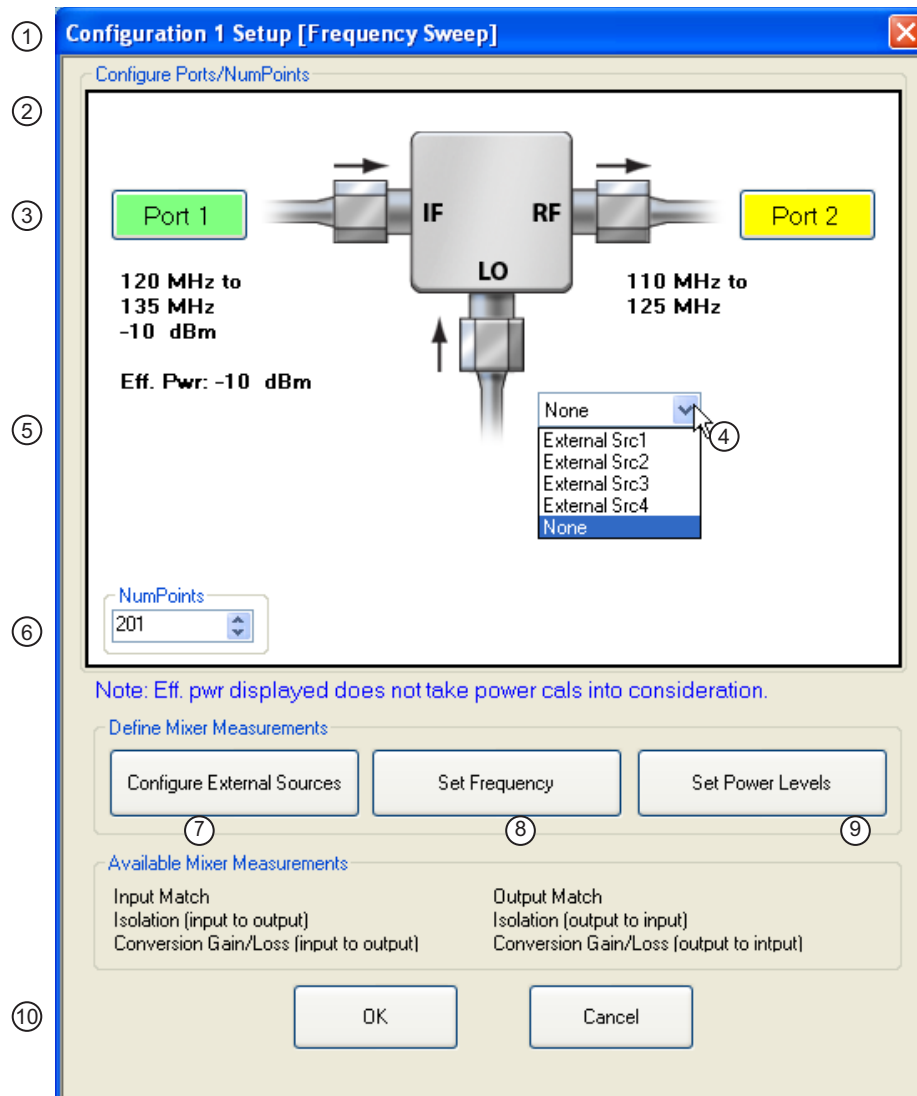 ① Configuration 1 Setup [Frequency Sweep]
Configure Ports/NumPoints
②
③ Port 1
IF RF
LO
Port 2
120 MHz to
135 MHz
-10 dBm
Eff. Pwr: -10 dBm
110 MHz to
125 MHz
⑤
None
④
External Src1
External Src2
External Src3
External Src4
None
NumPoints
⑥ 201
Note: Eff. pwr displayed does not take power cals into consideration.
Define Mixer Measurements
Configure External Sources
Set Frequency
Set Power Levels
⑦ ⑧ ⑨
Available Mixer Measurements
Input Match
Isolation (input to output)
Conversion Gain/Loss (input to output)
Output Match
Isolation (output to input)
Conversion Gain/Loss (output to intput)
⑩ OK Cancel